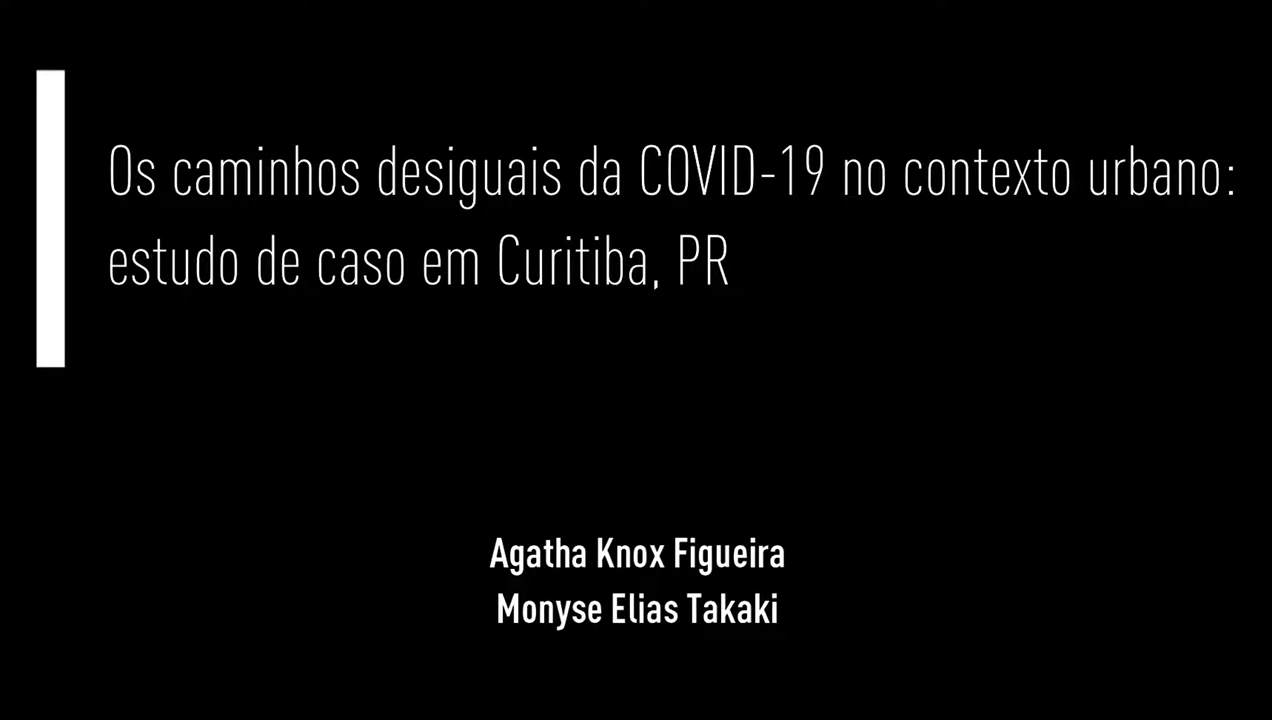 Os caminhos desiguais da COVID-19 no contexto urbano:
estudo de caso em Curitiba, PR
Agatha Knox Figueira
Monyse Elias Takaki